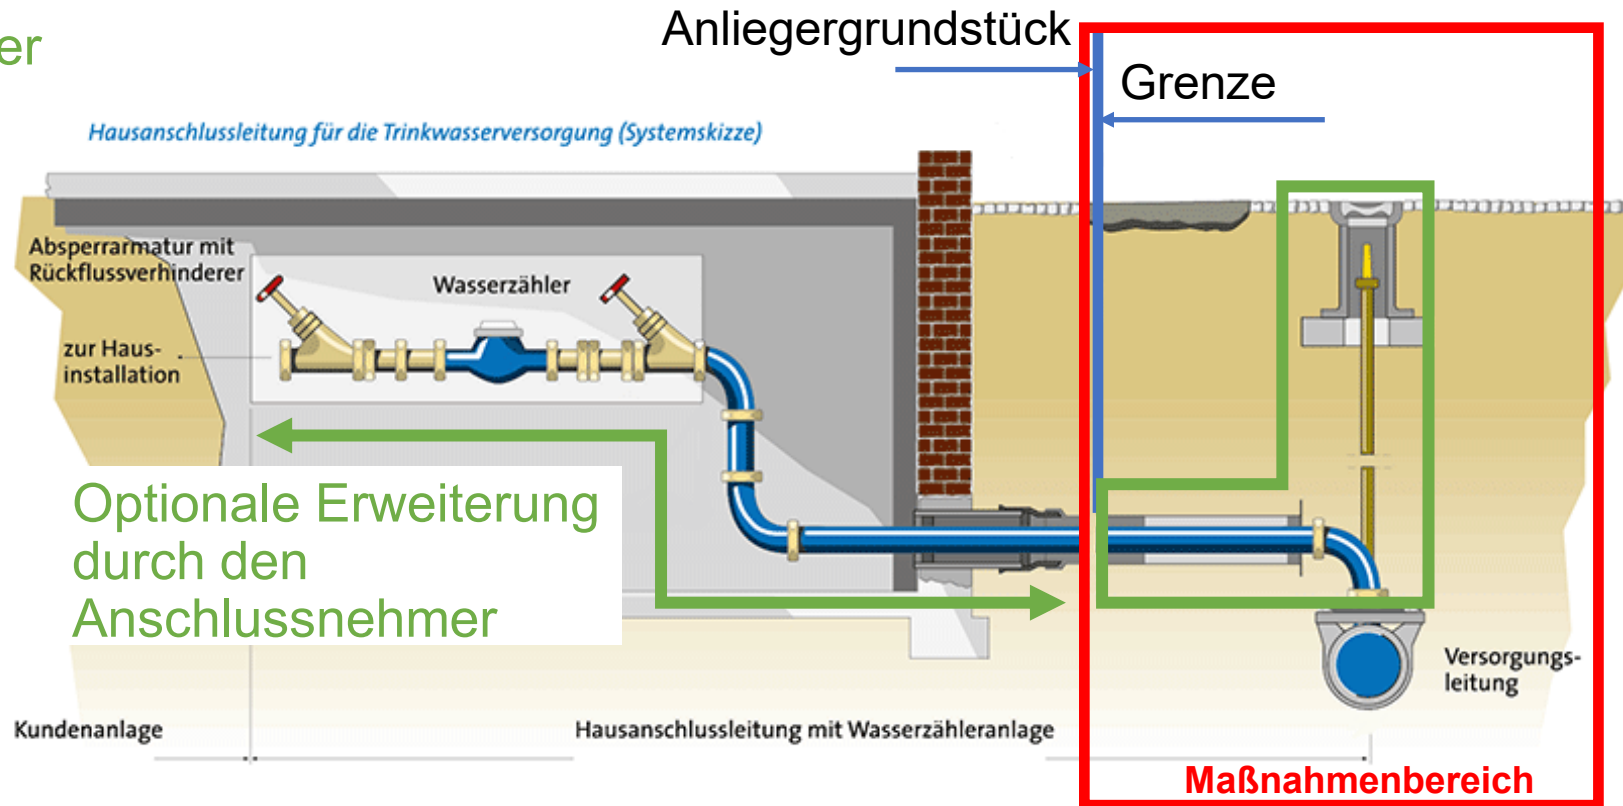 er
Anliegergrundstück
Grenze
Hausanschlussleitung für die Trinkwasserversorgung (Systemskizze)
Absperrarmatur mit
Rückflussverhinderer
Wasserzähler
zur Haus-
installation
Optionale Erweiterung
durch den
Anschlussnehmer
Versorgungs-
leitung
Kundenanlage
Hausanschlussleitung mit Wasserzähleranlage
Maßnahmenbereich